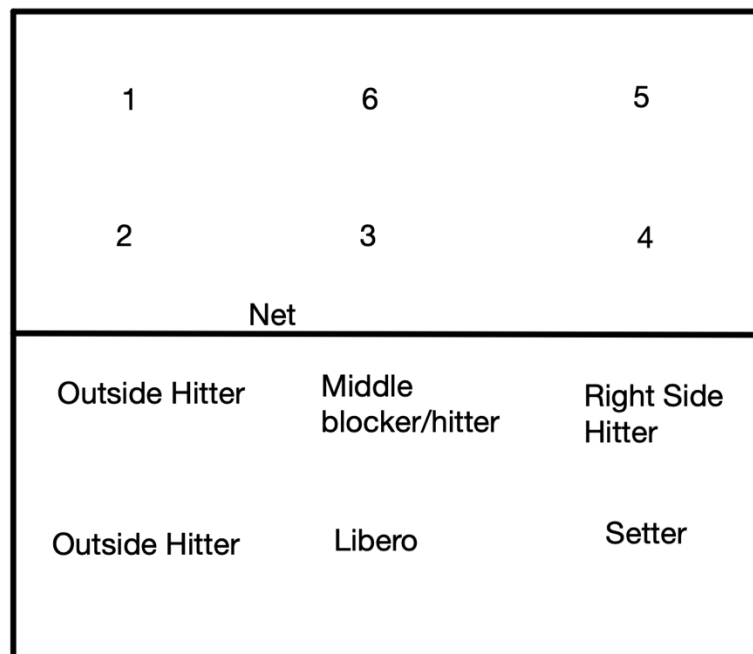 1 6 5
2 3 4
Net
Outside Hitter
Middle
blocker/hitter
Right Side
Hitter
Outside Hitter
Libero
Setter